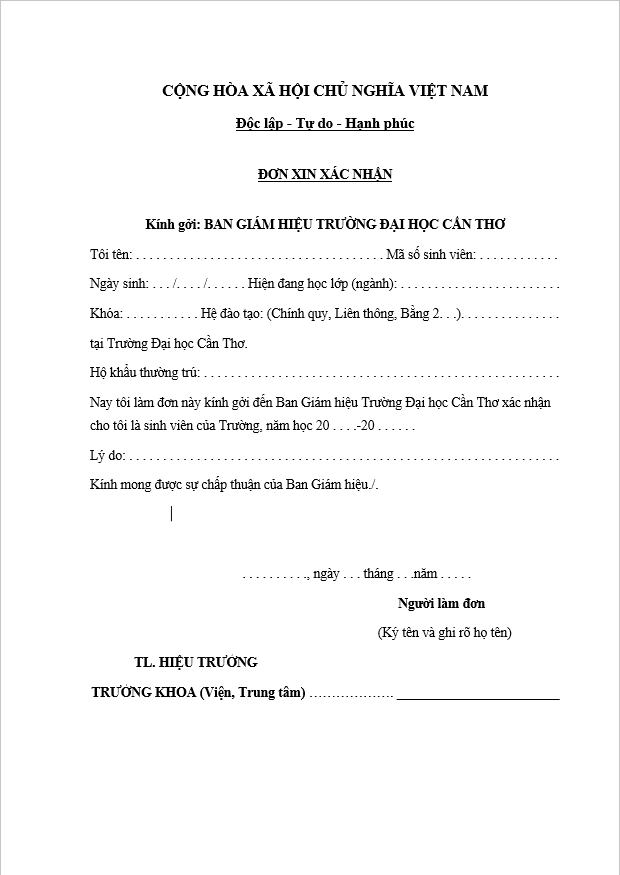 CỘNG HÒA XÃ HỘI CHỦ NGHĨA VIỆT NAM
Độc lập - Tự do - Hạnh phúc
ĐƠN XIN XÁC NHẬN
Kính gởi: BAN GIÁM HIỆU TRƯỜNG ĐẠI HỌC CẦN THƠ
Tôi tên: . . . . . . . . . . . . . . . . . . . . . . . . . . . . . . . . . . . . . Mã số sinh viên: . . . . . . . . . . . .
Ngày sinh: . . . /. . . . /. . . . . . Hiện đang học lớp (ngành): . . . . . . . . . . . . . . . . . . . . . . . .
Khóa: . . . . . . . . . . . Hệ đào tạo: (Chính quy, Liên thông, Bằng 2. . .). . . . . . . . . . . . . . .
tại Trường Đại học Cần Thơ.
Hộ khẩu thường trú: . . . . . . . . . . . . . . . . . . . . . . . . . . . . . . . . . . . . . . . . . . . . . . . . . . . . .
Nay tôi làm đơn này kính gởi đến Ban Giám hiệu Trường Đại học Cần Thơ xác nhận
cho tôi là sinh viên của Trường, năm học 20 . . . .-20 . . . . . .
Lý do: . . . . . . . . . . . . . . . . . . . . . . . . . . . . . . . . . . . . . . . . . . . . . . . . . . . . . . . . . . . . . . . .
Kính mong được sự chấp thuận của Ban Giám hiệu./.
. . . . . . . . . ., ngày . . . tháng . . .năm . . . . .
Người làm đơn
(Ký tên và ghi rõ họ tên)
TL. HIỆU TRƯỞNG
TRƯỞNG KHOA (Viện, Trung tâm) ………………. ________________________